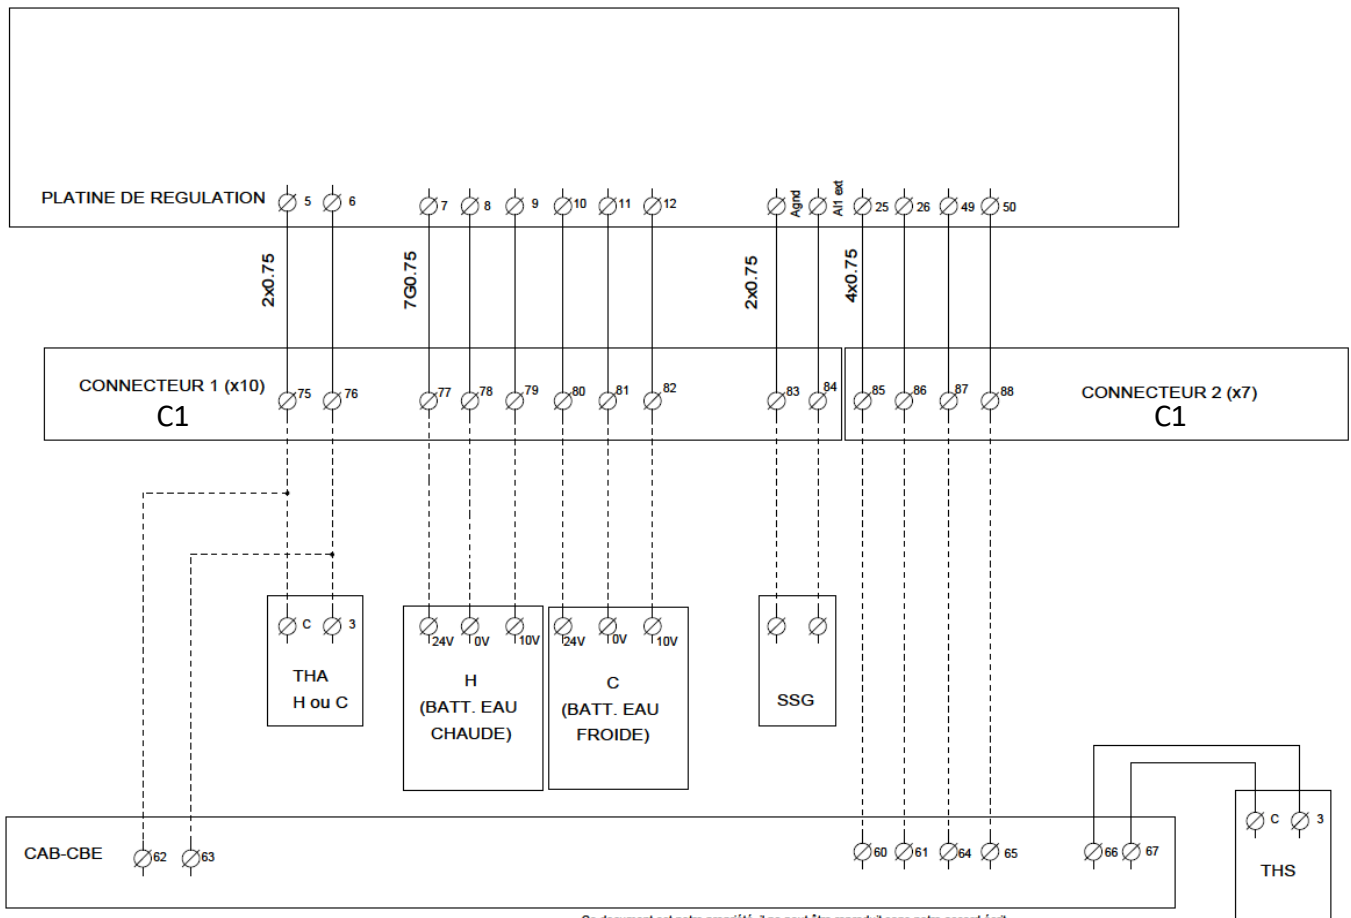 PLATINE DE REGULATION 5 6 7 8 9 10 11 12 Agnd AI1 ext 25 26 49 50
2x0.75 7G0.75 2x0.75 4x0.75
CONNECTEUR 1 (x10) 75 76 77 78 79 80 81 82 83 84 85 86 87 88 CONNECTEUR 2 (x7)
C1 C1
C 3 24V 0V 10V 24V 0V 10V
THA
H ou C
H
(BATT. EAU
CHAUDE)
C
(BATT. EAU
FROIDE)
SSG
CAB-CBE 62 63 60 61 64 65 66 67
C 3
THS